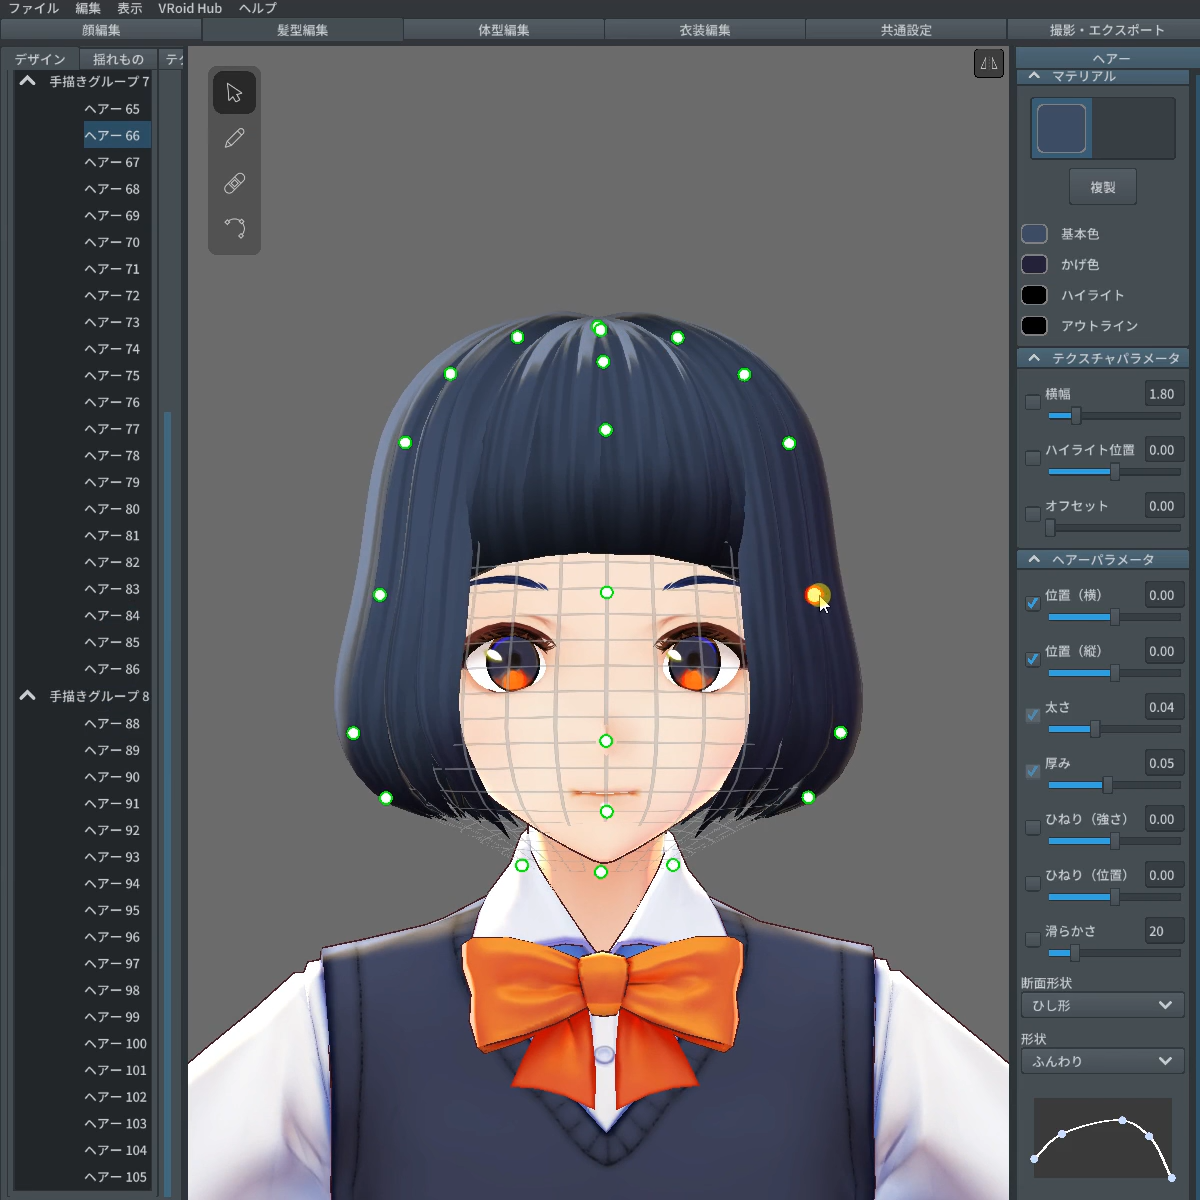 ファイル 編集 表示 VRoid Hub ヘルプ
顔編集 髪型編集 体型編集 衣装編集 共通設定 撮影・エクスポート
デザイン 揺れもの
手描きグループ 7
ヘアー 65
ヘアー 66
ヘアー 67
ヘアー 68
ヘアー 69
ヘアー 70
ヘアー 71
ヘアー 72
ヘアー 73
ヘアー 74
ヘアー 75
ヘアー 76
ヘアー 77
ヘアー 78
ヘアー 79
ヘアー 80
ヘアー 81
ヘアー 82
ヘアー 83
ヘアー 84
ヘアー 85
ヘアー 86
手描きグループ 8
ヘアー 88
ヘアー 89
ヘアー 90
ヘアー 91
ヘアー 92
ヘアー 93
ヘアー 94
ヘアー 95
ヘアー 96
ヘアー 97
ヘアー 98
ヘアー 99
ヘアー 100
ヘアー 101
ヘアー 102
ヘアー 103
ヘアー 104
ヘアー 105
ヘアー
マテリアル
複製
基本色
かげ色
ハイライト
アウトライン
テクスチャパラメータ
横幅 1.80
ハイライト位置 0.00
オフセット 0.00
ヘアーパラメータ
位置（横） 0.00
位置（縦） 0.00
太さ 0.04
厚み 0.05
ひねり（強さ） 0.00
ひねり（位置） 0.00
滑らかさ 20
断面形状
ひし形
形状
ふんわり